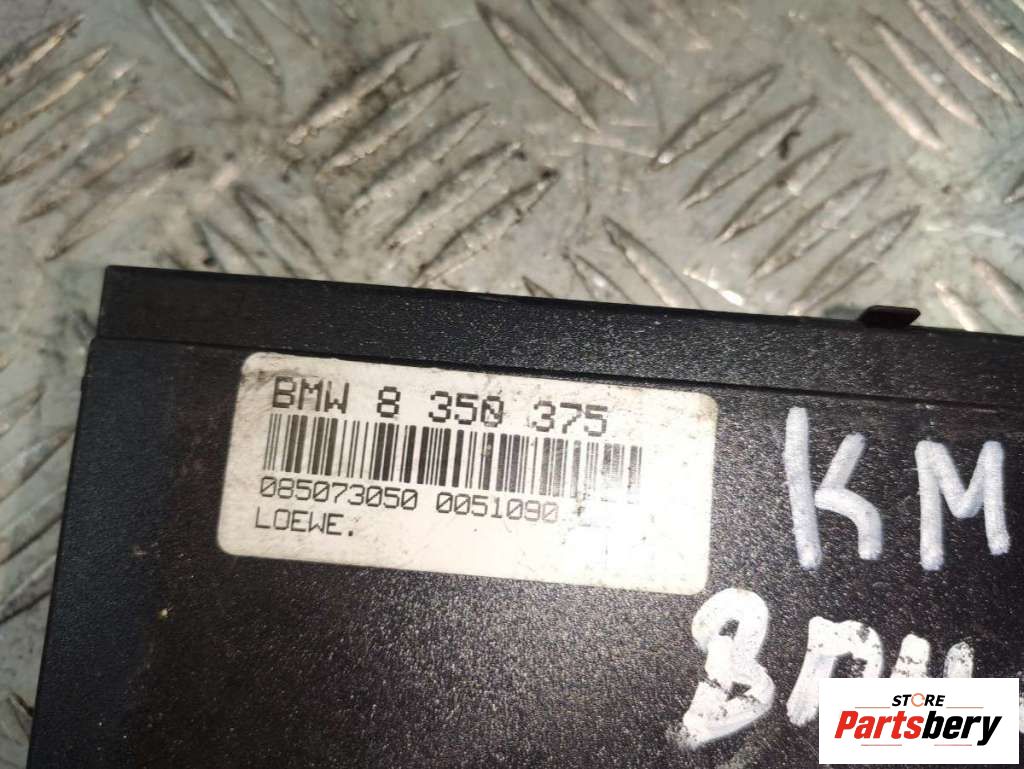 BMW 8 350 375
085073050 0051090
LOEWE.
KM
STORE
Partsbery